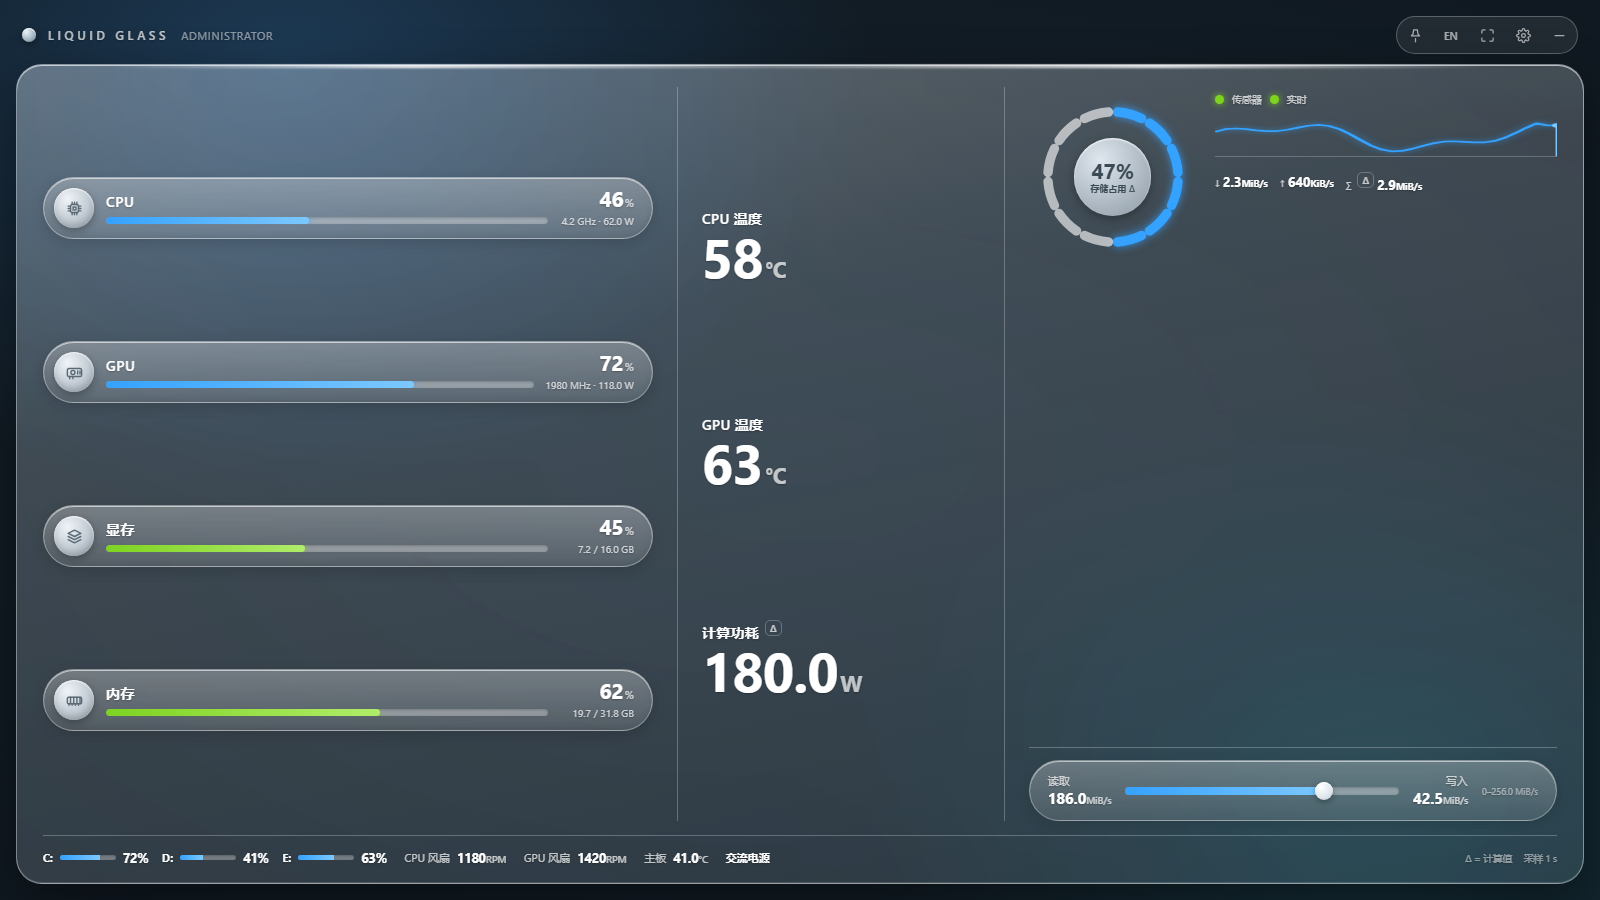 LIQUID GLASS ADMINISTRATOR
EN
CPU 46%
4.2 GHz · 62.0 W
GPU 72%
1980 MHz · 118.0 W
显存 45%
7.2 / 16.0 GB
内存 62%
19.7 / 31.8 GB
CPU 温度
58°C
GPU 温度
63°C
计算功耗 Δ
180.0W
47%
存储占用 Δ
传感器 实时
↓ 2.3MiB/s ↑ 640KiB/s Σ Δ 2.9MiB/s
读取
186.0MiB/s
写入
42.5MiB/s
0–256.0 MiB/s
C: 72% D: 41% E: 63% CPU 风扇 1180RPM GPU 风扇 1420RPM 主板 41.0°C 交流电源
Δ = 计算值 采样 1 s